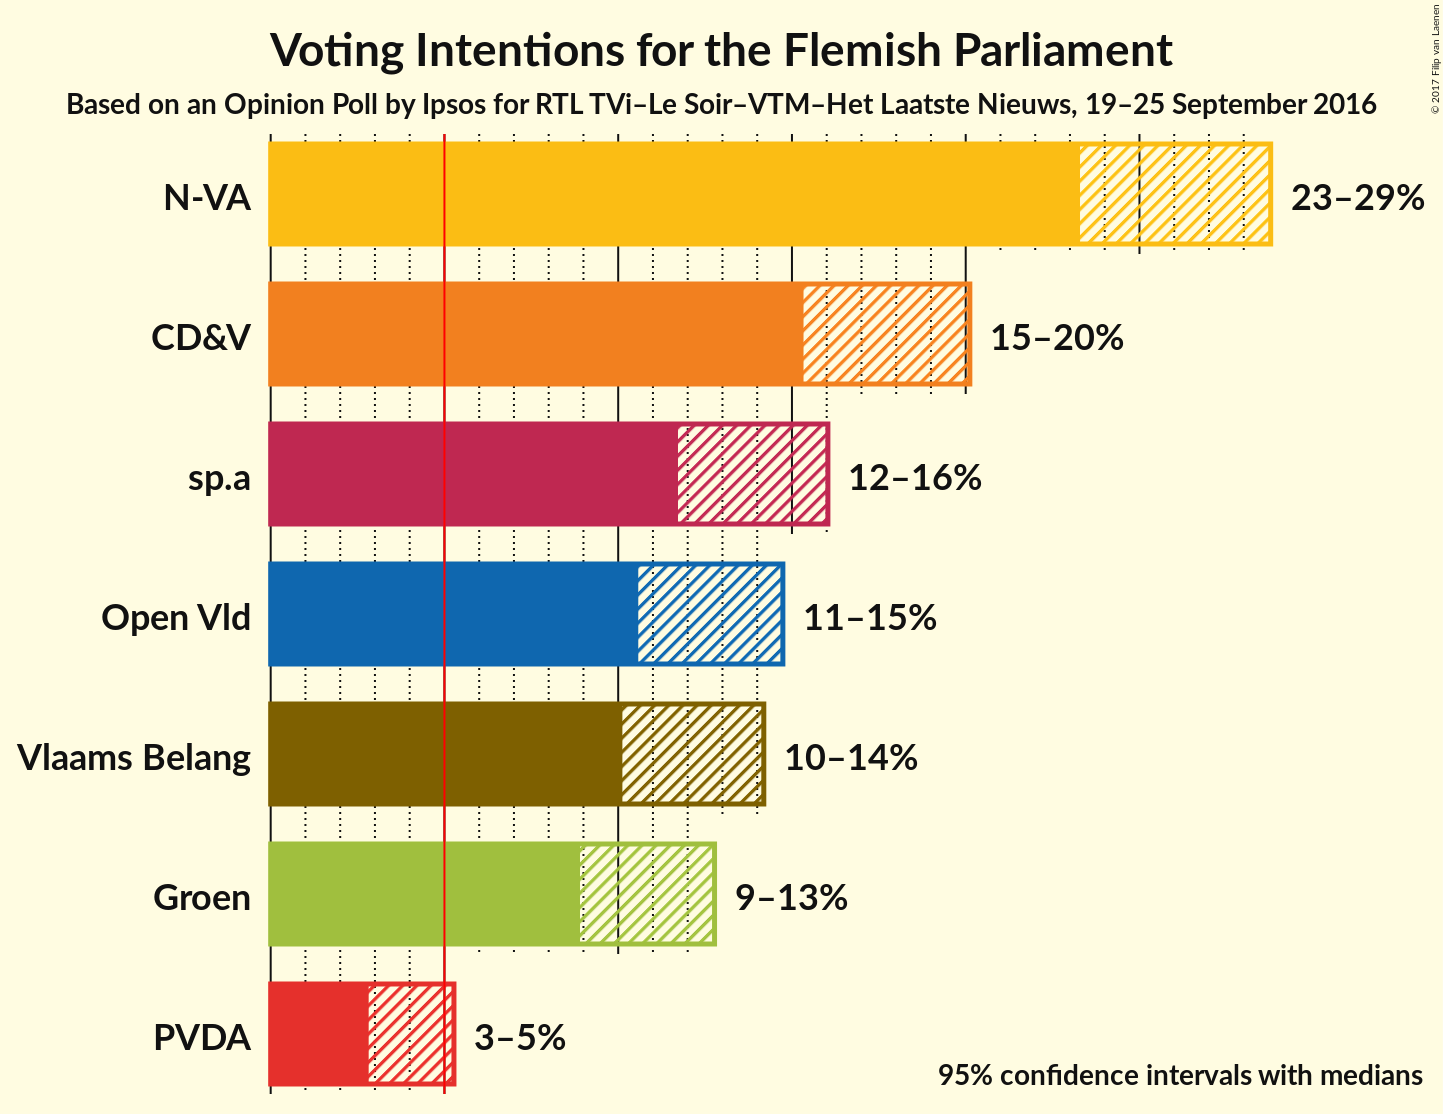 Voting Intentions for the Flemish Parliament
Based on an Opinion Poll by Ipsos for RTL TVi–Le Soir–VTM–Het Laatste Nieuws, 19–25 September 2016
© 2017 Filip van Laenen
N-VA 23–29%
CD&V 15–20%
sp.a 12–16%
Open Vld 11–15%
Vlaams Belang 10–14%
Groen 9–13%
PVDA 3–5%
95% confidence intervals with medians